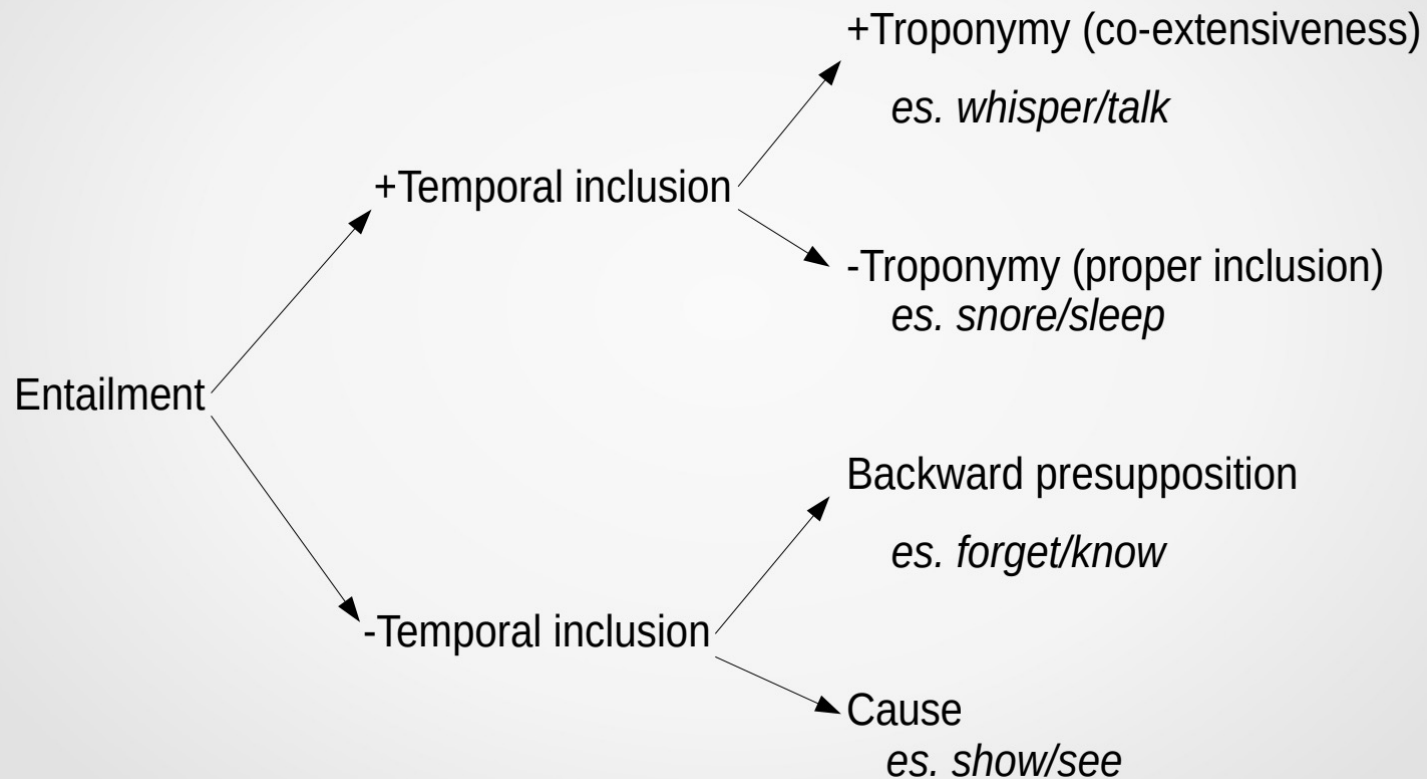 +Troponymy (co-extensiveness)
es. whisper/talk
+Temporal inclusion
-Troponymy (proper inclusion)
es. snore/sleep
Entailment
Backward presupposition
es. forget/know
-Temporal inclusion
Cause
es. show/see